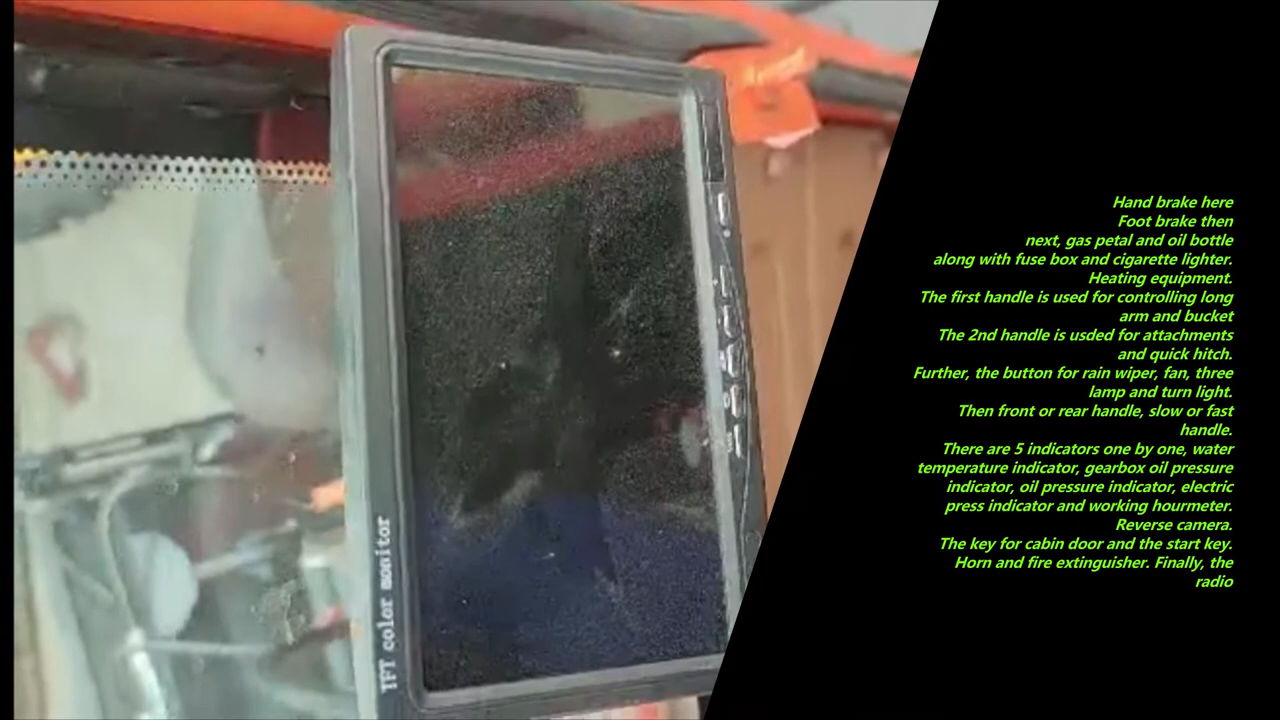 TFT color monitor
Hand brake here
Foot brake then
next, gas petal and oil bottle
along with fuse box and cigarette lighter.
Heating equipment.
The first handle is used for controlling long
arm and bucket
The 2nd handle is usded for attachments
and quick hitch.
Further, the button for rain wiper, fan, three
lamp and turn light.
Then front or rear handle, slow or fast
handle.
There are 5 indicators one by one, water
temperature indicator, gearbox oil pressure
indicator, oil pressure indicator, electric
press indicator and working hourmeter.
Reverse camera.
The key for cabin door and the start key.
Horn and fire extinguisher. Finally, the
radio